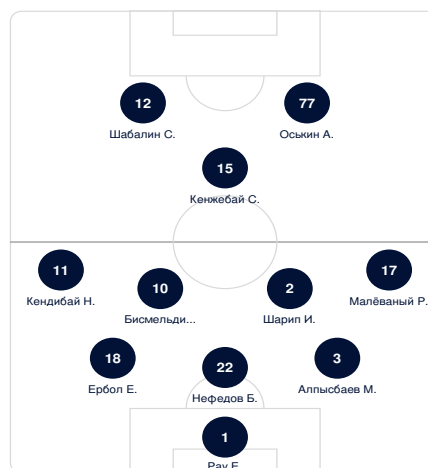 12
77
Шабалин С.
Оськин А.
15
Кенжебай С.
11
17
10
2
Кендибай Н.
Малёваный Р.
Бисмельди...
Шарип И.
18
3
22
Ербол Е.
Алпысбаев М.
Нефедов Б.
1
Рау Е.